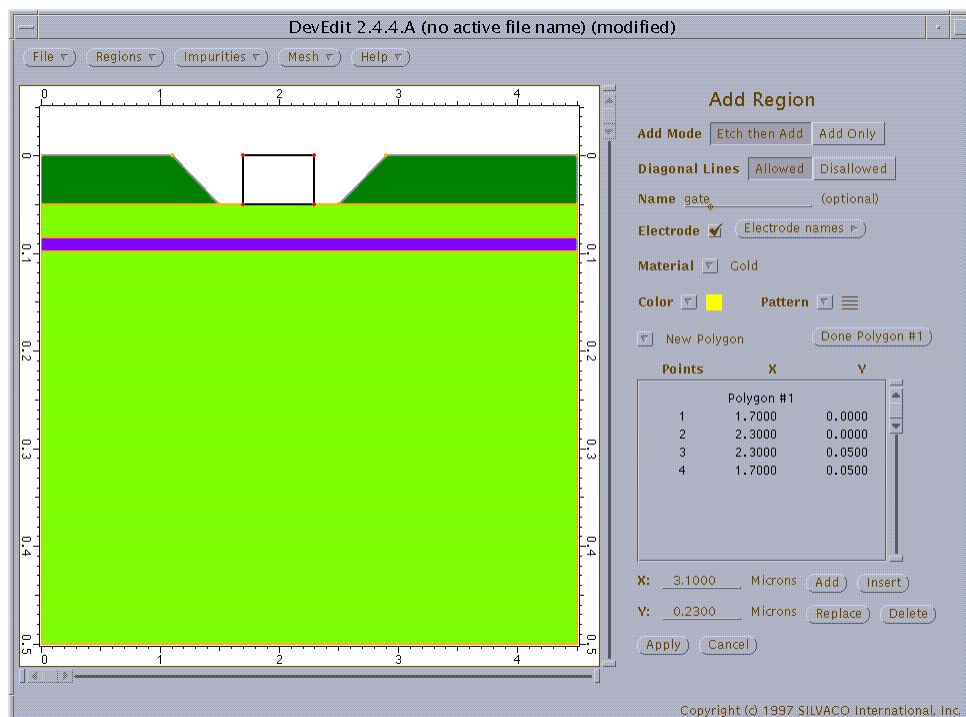 DevEdit 2.4.4.A (no active file name) (modified)
File Regions Impurities Mesh Help
Add Region
Add Mode Etch then Add Add Only
Diagonal Lines Allowed Disallowed
Name gate (optional)
Electrode Electrode names
Material Gold
Color Pattern
New Polygon Done Polygon #1
Points X Y
Polygon #1
1 1.7000 0.0000
2 2.3000 0.0000
3 2.3000 0.0500
4 1.7000 0.0500
X: 3.1000 Microns Add Insert
Y: 0.2300 Microns Replace Delete
Apply Cancel
0 1 2 3 4
0 0
0.1 0.1
0.2 0.2
0.3 0.3
0.4 0.4
0.5 0.5
0 1 2 3 4
Copyright (c) 1997 SILVACO International, Inc.